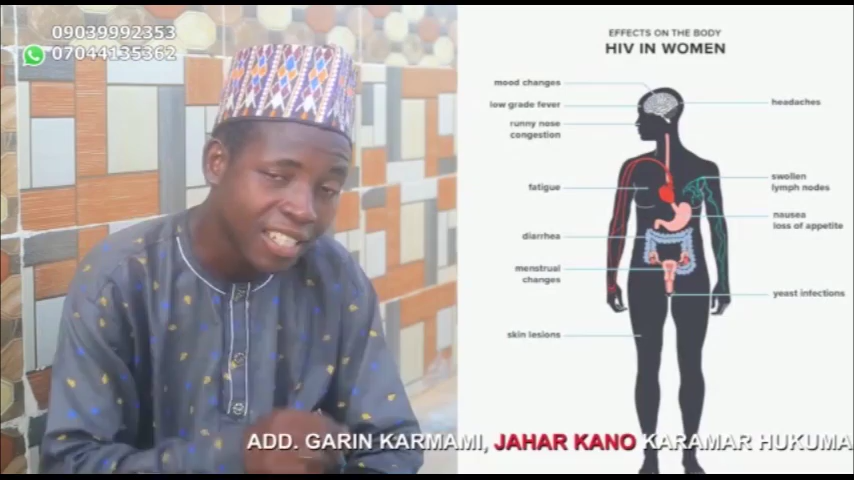 09039992353
07044135362
EFFECTS ON THE BODY
HIV IN WOMEN
mood changes
headaches
low grade fever
runny nose
congestion
fatigue
swollen
lymph nodes
nausea
loss of appetite
diarrhea
menstrual
changes
yeast infections
skin lesions
ADD. GARIN KARMAMI, JAHAR KANO KARAMAR HUKUMA